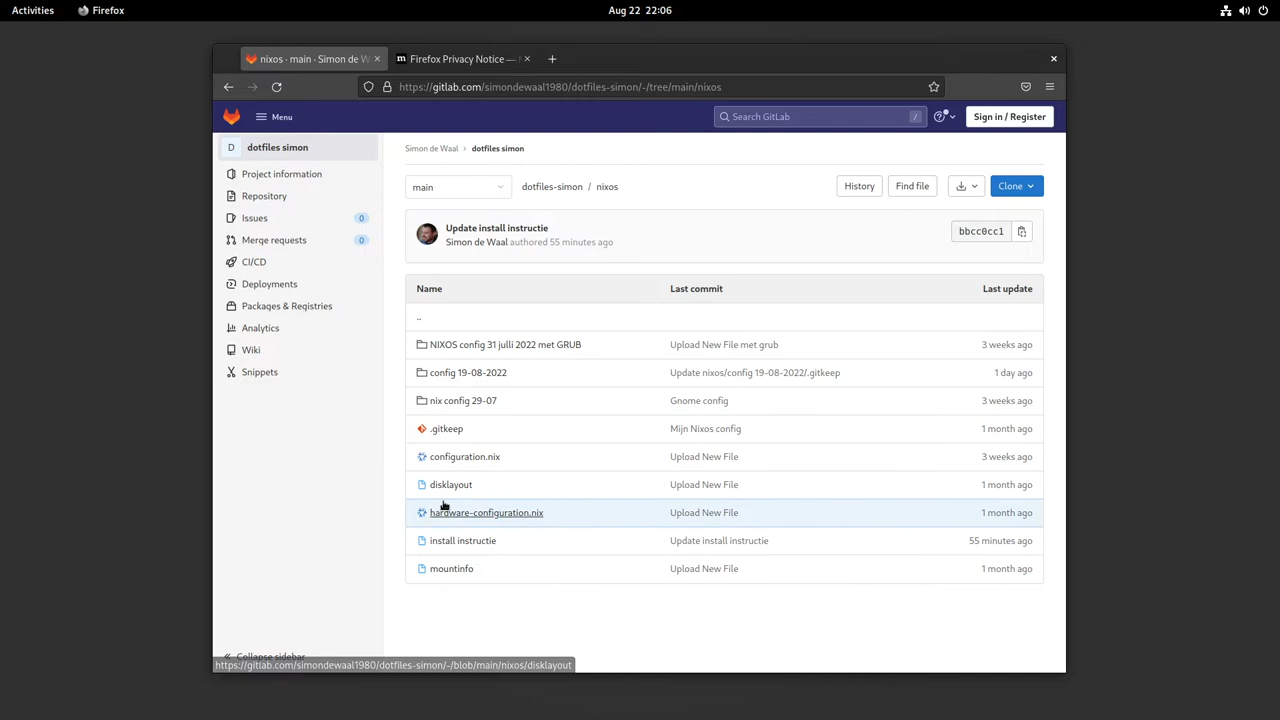 Activities
Firefox
Aug 22 22:06
nixos · main · Simon de W
Firefox Privacy Notice —
https://gitlab.com/simondewaal1980/dotfiles-simon/-/tree/main/nixos
Menu
Search GitLab
/
Sign in / Register
D dotfiles simon
Project information
Repository
Issues 0
Merge requests 0
CI/CD
Deployments
Packages & Registries
Analytics
Wiki
Snippets
Collapse sidebar
Simon de Waal > dotfiles simon
main
dotfiles-simon / nixos
History
Find file
Clone
Update install instructie
Simon de Waal authored 55 minutes ago
bbcc0cc1
Name Last commit Last update
..
NIXOS config 31 julli 2022 met GRUB Upload New File met grub 3 weeks ago
config 19-08-2022 Update nixos/config 19-08-2022/.gitkeep 1 day ago
nix config 29-07 Gnome config 3 weeks ago
.gitkeep Mijn Nixos config 1 month ago
configuration.nix Upload New File 3 weeks ago
disklayout Upload New File 1 month ago
hardware-configuration.nix Upload New File 1 month ago
install instructie Update install instructie 55 minutes ago
mountinfo Upload New File 1 month ago
https://gitlab.com/simondewaal1980/dotfiles-simon/-/blob/main/nixos/disklayout